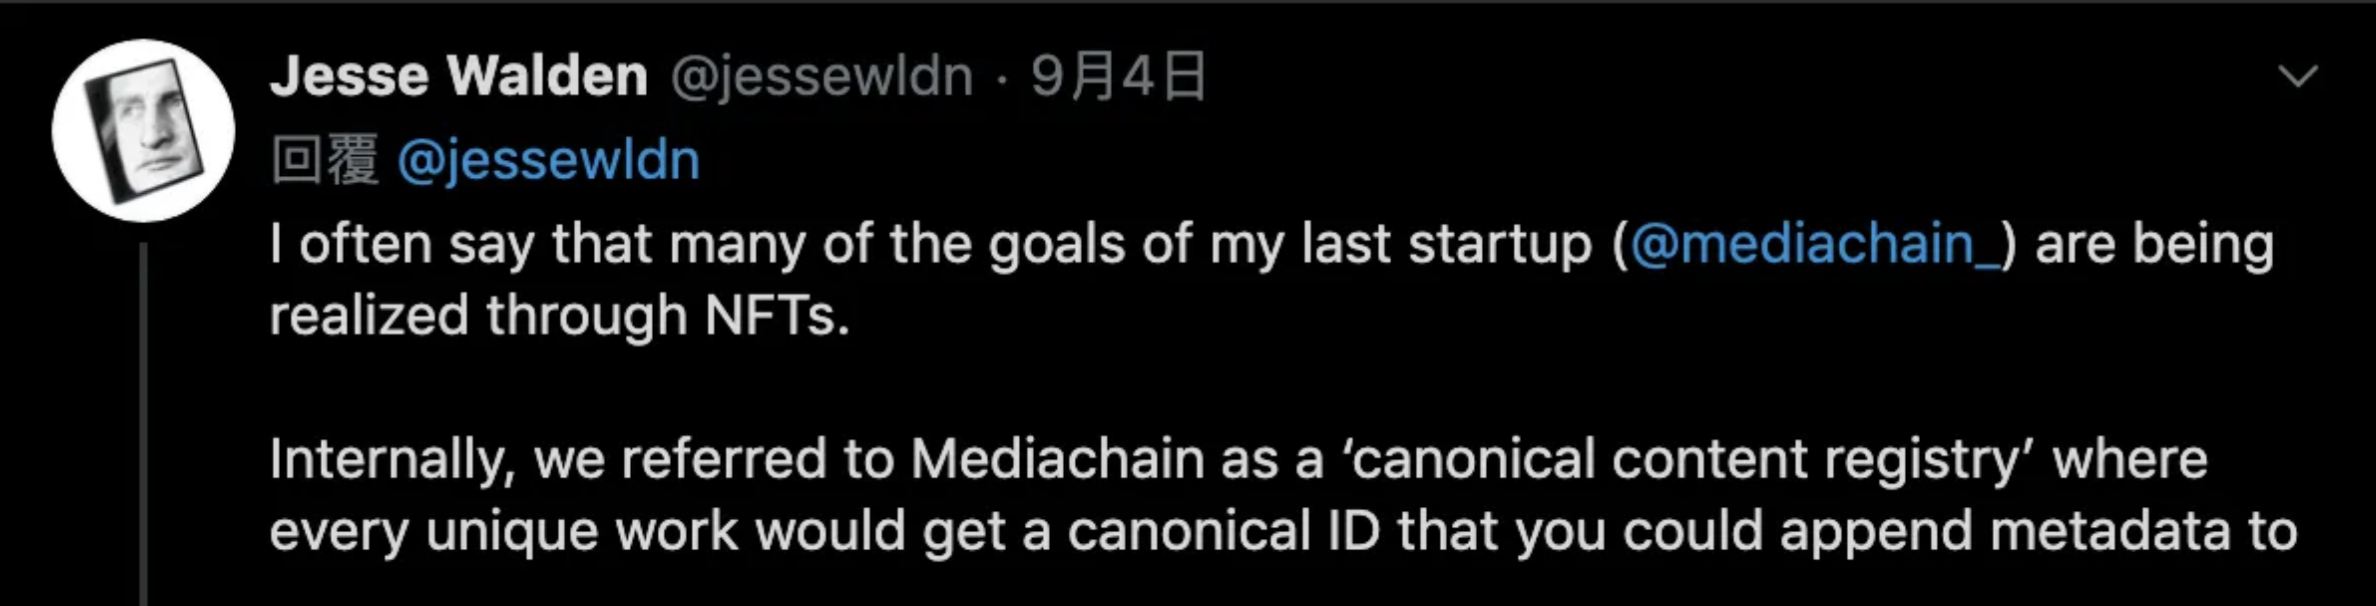 Jesse Walden @jessewldn · 9月4日
回覆 @jessewldn
I often say that many of the goals of my last startup (@mediachain_) are being
realized through NFTs.
Internally, we referred to Mediachain as a ‘canonical content registry’ where
every unique work would get a canonical ID that you could append metadata to